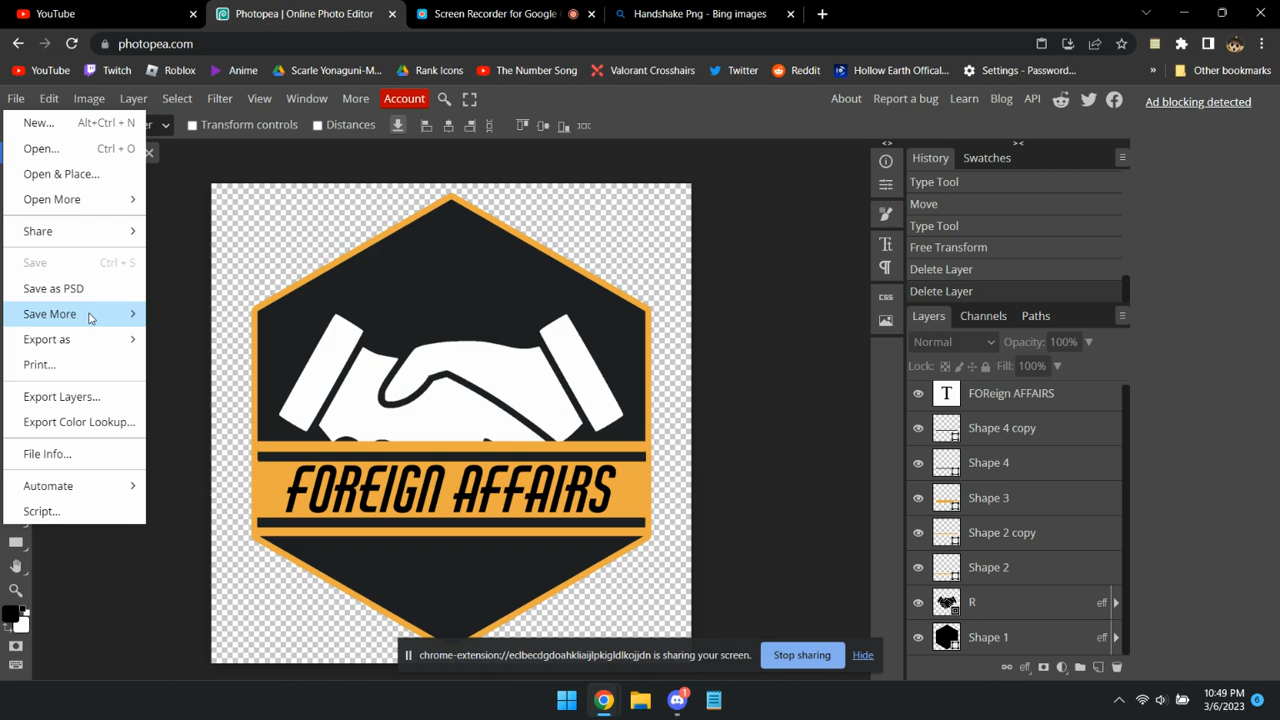 YouTube
Photopea | Online Photo Editor
Screen Recorder for Google
Handshake Png - Bing images
photopea.com
YouTube
Twitch
Roblox
Anime
Scarle Yonaguni-M...
Rank Icons
The Number Song
Valorant Crosshairs
Twitter
Reddit
Hollow Earth Offical...
Settings - Password...
»
Other bookmarks
File Edit Image Layer Select Filter View Window More Account
About Report a bug Learn Blog API
Ad blocking detected
Transform controls
Distances
New... Alt+Ctrl + N
Open... Ctrl + O
Open & Place...
Open More
Share
Save Ctrl + S
Save as PSD
Save More
Export as
Print...
Export Layers...
Export Color Lookup...
File Info...
Automate
Script...
FOREIGN AFFAIRS
History Swatches
Type Tool
Move
Type Tool
Free Transform
Delete Layer
Delete Layer
Layers Channels Paths
Normal Opacity: 100%
Lock: Fill: 100%
T FOReign AFFAIRS
Shape 4 copy
Shape 4
Shape 3
Shape 2 copy
Shape 2
R eff
Shape 1 eff
css
eff
chrome-extension://eclbecdgdoahkliaijlpkigldlkojjdn is sharing your screen.
Stop sharing
Hide
1
10:49 PM
3/6/2023
6